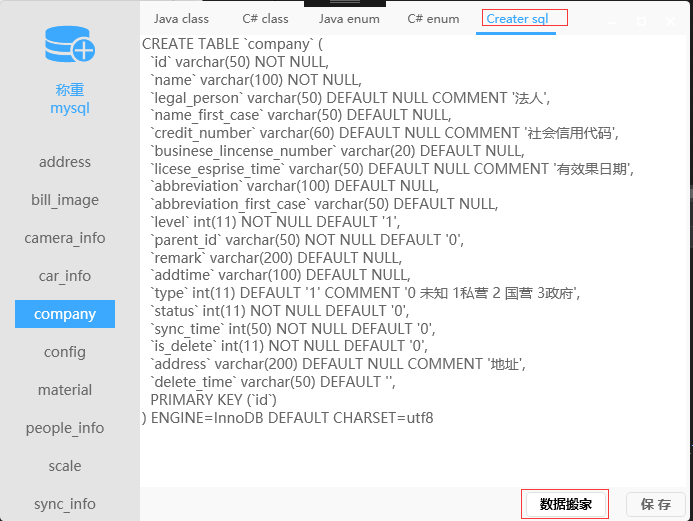 Java class C# class Java enum C# enum Creater sql
称重
mysql
address
bill_image
camera_info
car_info
company
config
material
people_info
scale
sync_info
CREATE TABLE `company` (
`id` varchar(50) NOT NULL,
`name` varchar(100) NOT NULL,
`legal_person` varchar(50) DEFAULT NULL COMMENT '法人',
`name_first_case` varchar(50) DEFAULT NULL,
`credit_number` varchar(60) DEFAULT NULL COMMENT '社会信用代码',
`businese_lincense_number` varchar(20) DEFAULT NULL,
`licese_esprise_time` varchar(50) DEFAULT NULL COMMENT '有效果日期',
`abbreviation` varchar(100) DEFAULT NULL,
`abbreviation_first_case` varchar(50) DEFAULT NULL,
`level` int(11) NOT NULL DEFAULT '1',
`parent_id` varchar(50) NOT NULL DEFAULT '0',
`remark` varchar(200) DEFAULT NULL,
`addtime` varchar(100) DEFAULT NULL,
`type` int(11) DEFAULT '1' COMMENT '0 未知 1私营 2 国营 3政府',
`status` int(11) NOT NULL DEFAULT '0',
`sync_time` int(50) NOT NULL DEFAULT '0',
`is_delete` int(11) NOT NULL DEFAULT '0',
`address` varchar(200) DEFAULT NULL COMMENT '地址',
`delete_time` varchar(50) DEFAULT '',
PRIMARY KEY (`id`)
) ENGINE=InnoDB DEFAULT CHARSET=utf8
数据搬家 保存